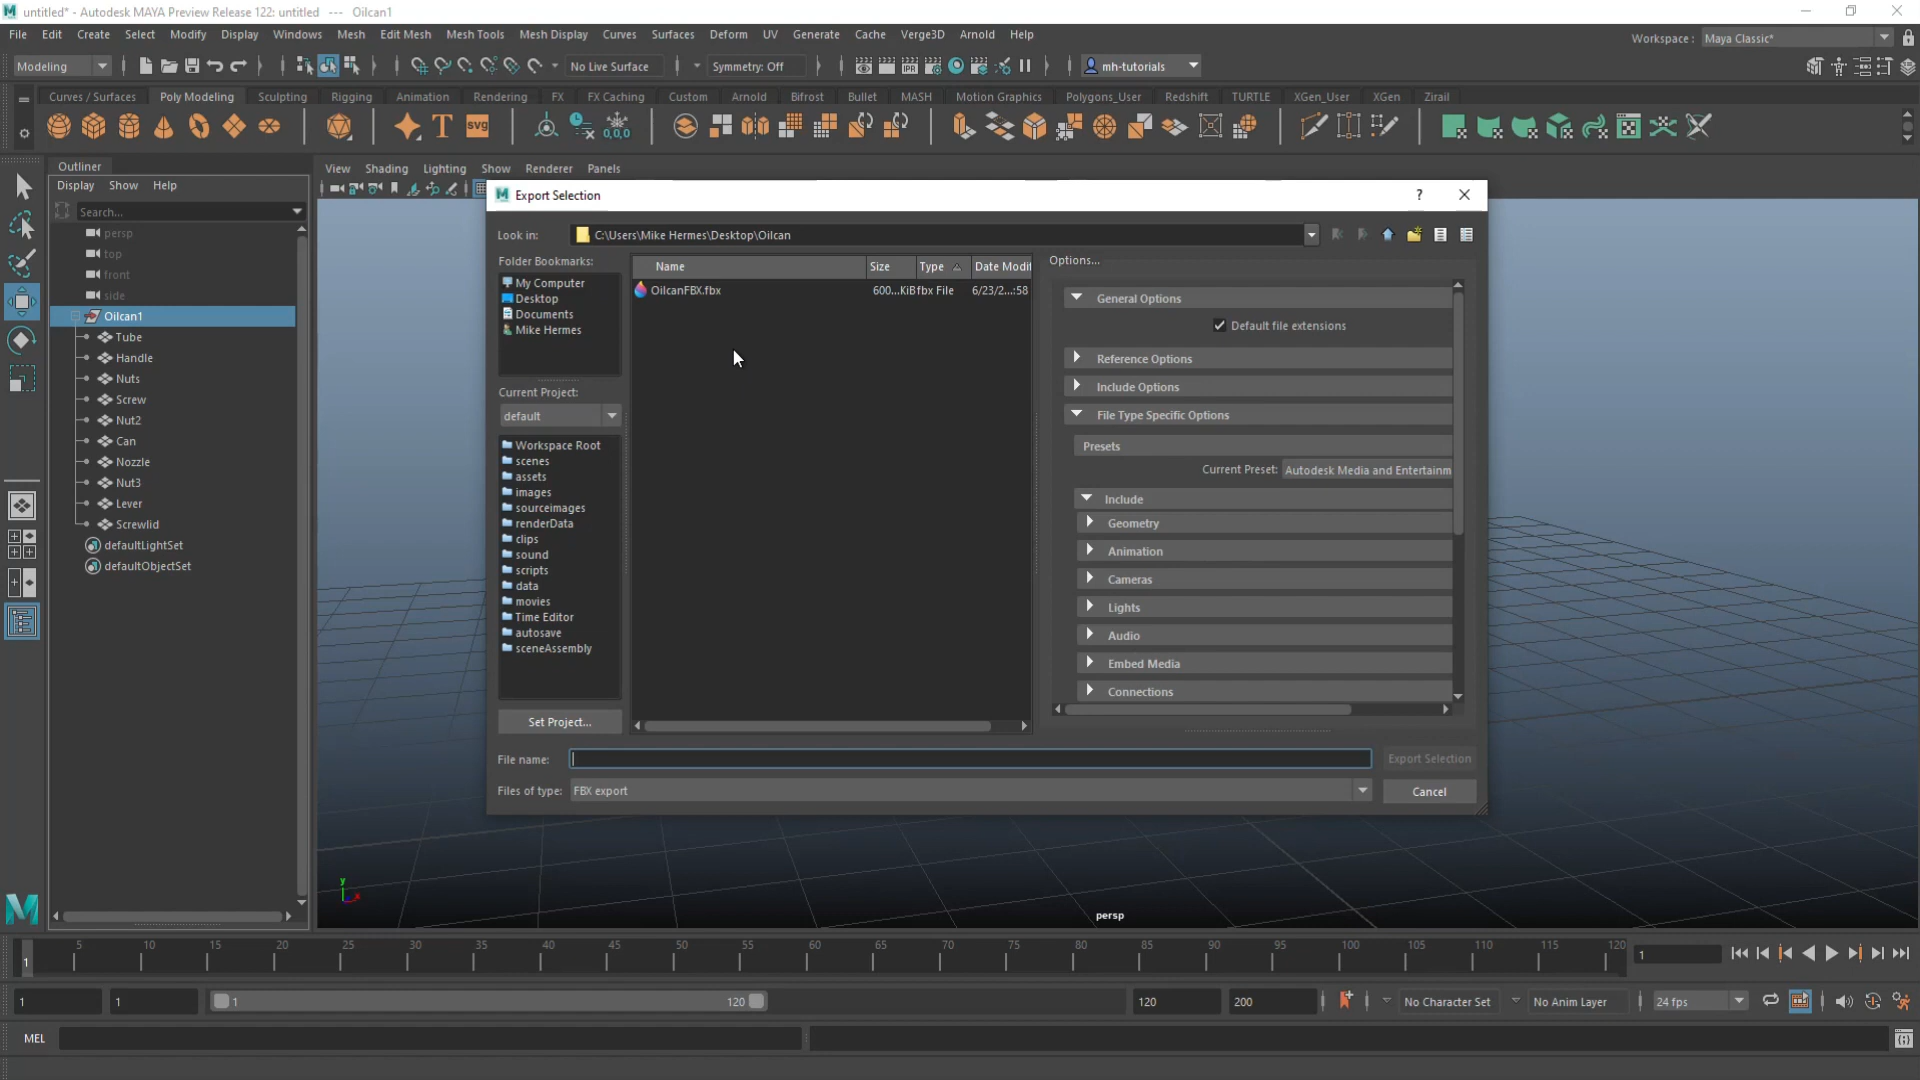 untitled* - Autodesk MAYA Preview Release 122: untitled --- Oilcan1
File Edit Create Select Modify Display Windows Mesh Edit Mesh Mesh Tools Mesh Display Curves Surfaces Deform UV Generate Cache Verge3D Arnold Help
Workspace : Maya Classic*
Modeling No Live Surface Symmetry: Off mh-tutorials
Curves / Surfaces Poly Modeling Sculpting Rigging Animation Rendering FX FX Caching Custom Arnold Bifrost Bullet MASH Motion Graphics Polygons_User Redshift TURTLE XGen_User XGen Zirail
T svg 0,0,0
Outliner
Display Show Help
Search...
persp
top
front
side
Oilcan1
Tube
Handle
Nuts
Screw
Nut2
Can
Nozzle
Nut3
Lever
Screwlid
defaultLightSet
defaultObjectSet
View Shading Lighting Show Renderer Panels
Export Selection ?
Look in: C:\Users\Mike Hermes\Desktop\Oilcan
Folder Bookmarks:
My Computer
Desktop
Documents
Mike Hermes
Current Project:
default
Workspace Root
scenes
assets
images
sourceimages
renderData
clips
sound
scripts
data
movies
Time Editor
autosave
sceneAssembly
Set Project...
Name Size Type Date Modif
OilcanFBX.fbx 600...KiB fbx File 6/23/2...:58
Options...
General Options
Default file extensions
Reference Options
Include Options
File Type Specific Options
Presets
Current Preset: Autodesk Media and Entertainm
Include
Geometry
Animation
Cameras
Lights
Audio
Embed Media
Connections
File name: Export Selection
Files of type: FBX export Cancel
y
x
persp
5 10 15 20 25 30 35 40 45 50 55 60 65 70 75 80 85 90 95 100 105 110 115 120
1 1
1 1 1 120 120 200 No Character Set No Anim Layer 24 fps
MEL